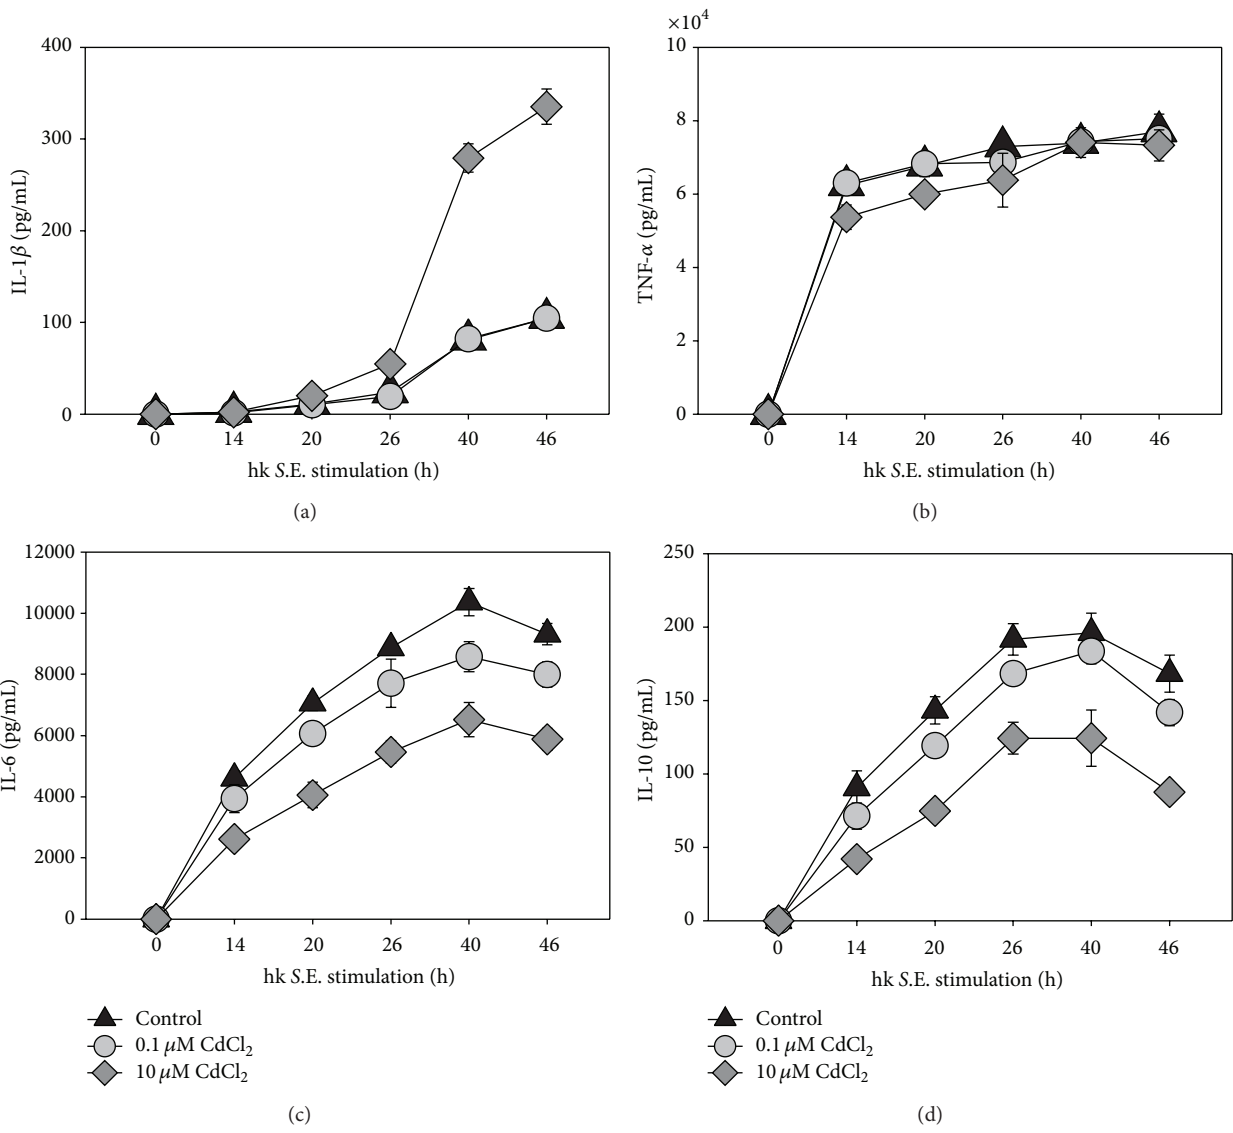 400
300
200
100
0
IL-1β (pg/mL)
0 14 20 26 40 46
hk S.E. stimulation (h)
(a)
×10⁴
10
8
6
4
2
0
TNF-α (pg/mL)
0 14 20 26 40 46
hk S.E. stimulation (h)
(b)
12000
10000
8000
6000
4000
2000
0
IL-6 (pg/mL)
0 14 20 26 40 46
hk S.E. stimulation (h)
Control
0.1 μM CdCl₂
10 μM CdCl₂
(c)
250
200
150
100
50
0
IL-10 (pg/mL)
0 14 20 26 40 46
hk S.E. stimulation (h)
Control
0.1 μM CdCl₂
10 μM CdCl₂
(d)